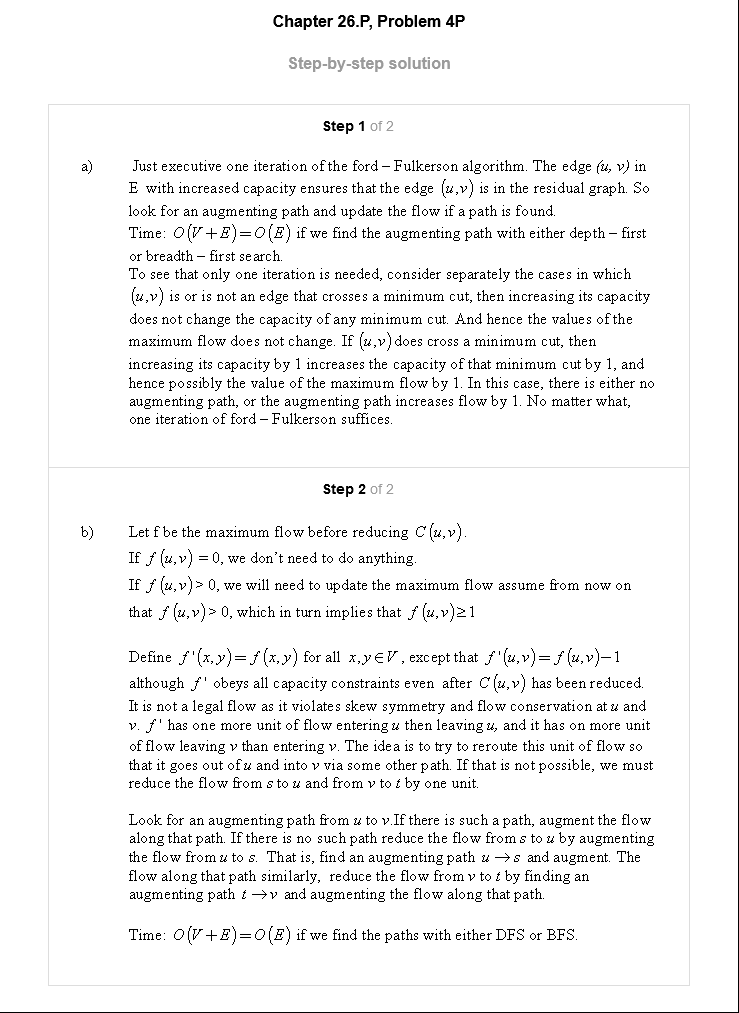 Chapter 26.P, Problem 4P
Step-by-step solution
Step 1 of 2
a) Just executive one iteration of the ford – Fulkerson algorithm. The edge (u, v) in
E with increased capacity ensures that the edge (u,v) is in the residual graph. So
look for an augmenting path and update the flow if a path is found.
Time: O(V+E)=O(E) if we find the augmenting path with either depth – first
or breadth – first search.
To see that only one iteration is needed, consider separately the cases in which
(u,v) is or is not an edge that crosses a minimum cut, then increasing its capacity
does not change the capacity of any minimum cut. And hence the values of the
maximum flow does not change. If (u,v) does cross a minimum cut, then
increasing its capacity by 1 increases the capacity of that minimum cut by 1, and
hence possibly the value of the maximum flow by 1. In this case, there is either no
augmenting path, or the augmenting path increases flow by 1. No matter what,
one iteration of ford – Fulkerson suffices.
Step 2 of 2
b) Let f be the maximum flow before reducing C(u,v).
If f(u,v) = 0, we don't need to do anything.
If f(u,v) > 0, we will need to update the maximum flow assume from now on
that f(u,v) > 0, which in turn implies that f(u,v)≥1
Define f'(x,y)=f(x,y) for all x,y∈V, except that f'(u,v)=f(u,v)−1
although f' obeys all capacity constraints even after C(u,v) has been reduced.
It is not a legal flow as it violates skew symmetry and flow conservation at u and
v. f' has one more unit of flow entering u then leaving u, and it has on more unit
of flow leaving v than entering v. The idea is to try to reroute this unit of flow so
that it goes out of u and into v via some other path. If that is not possible, we must
reduce the flow from s to u and from v to t by one unit.
Look for an augmenting path from u to v.If there is such a path, augment the flow
along that path. If there is no such path reduce the flow from s to u by augmenting
the flow from u to s. That is, find an augmenting path u → s and augment. The
flow along that path similarly, reduce the flow from v to t by finding an
augmenting path t → v and augmenting the flow along that path.
Time: O(V+E)=O(E) if we find the paths with either DFS or BFS.